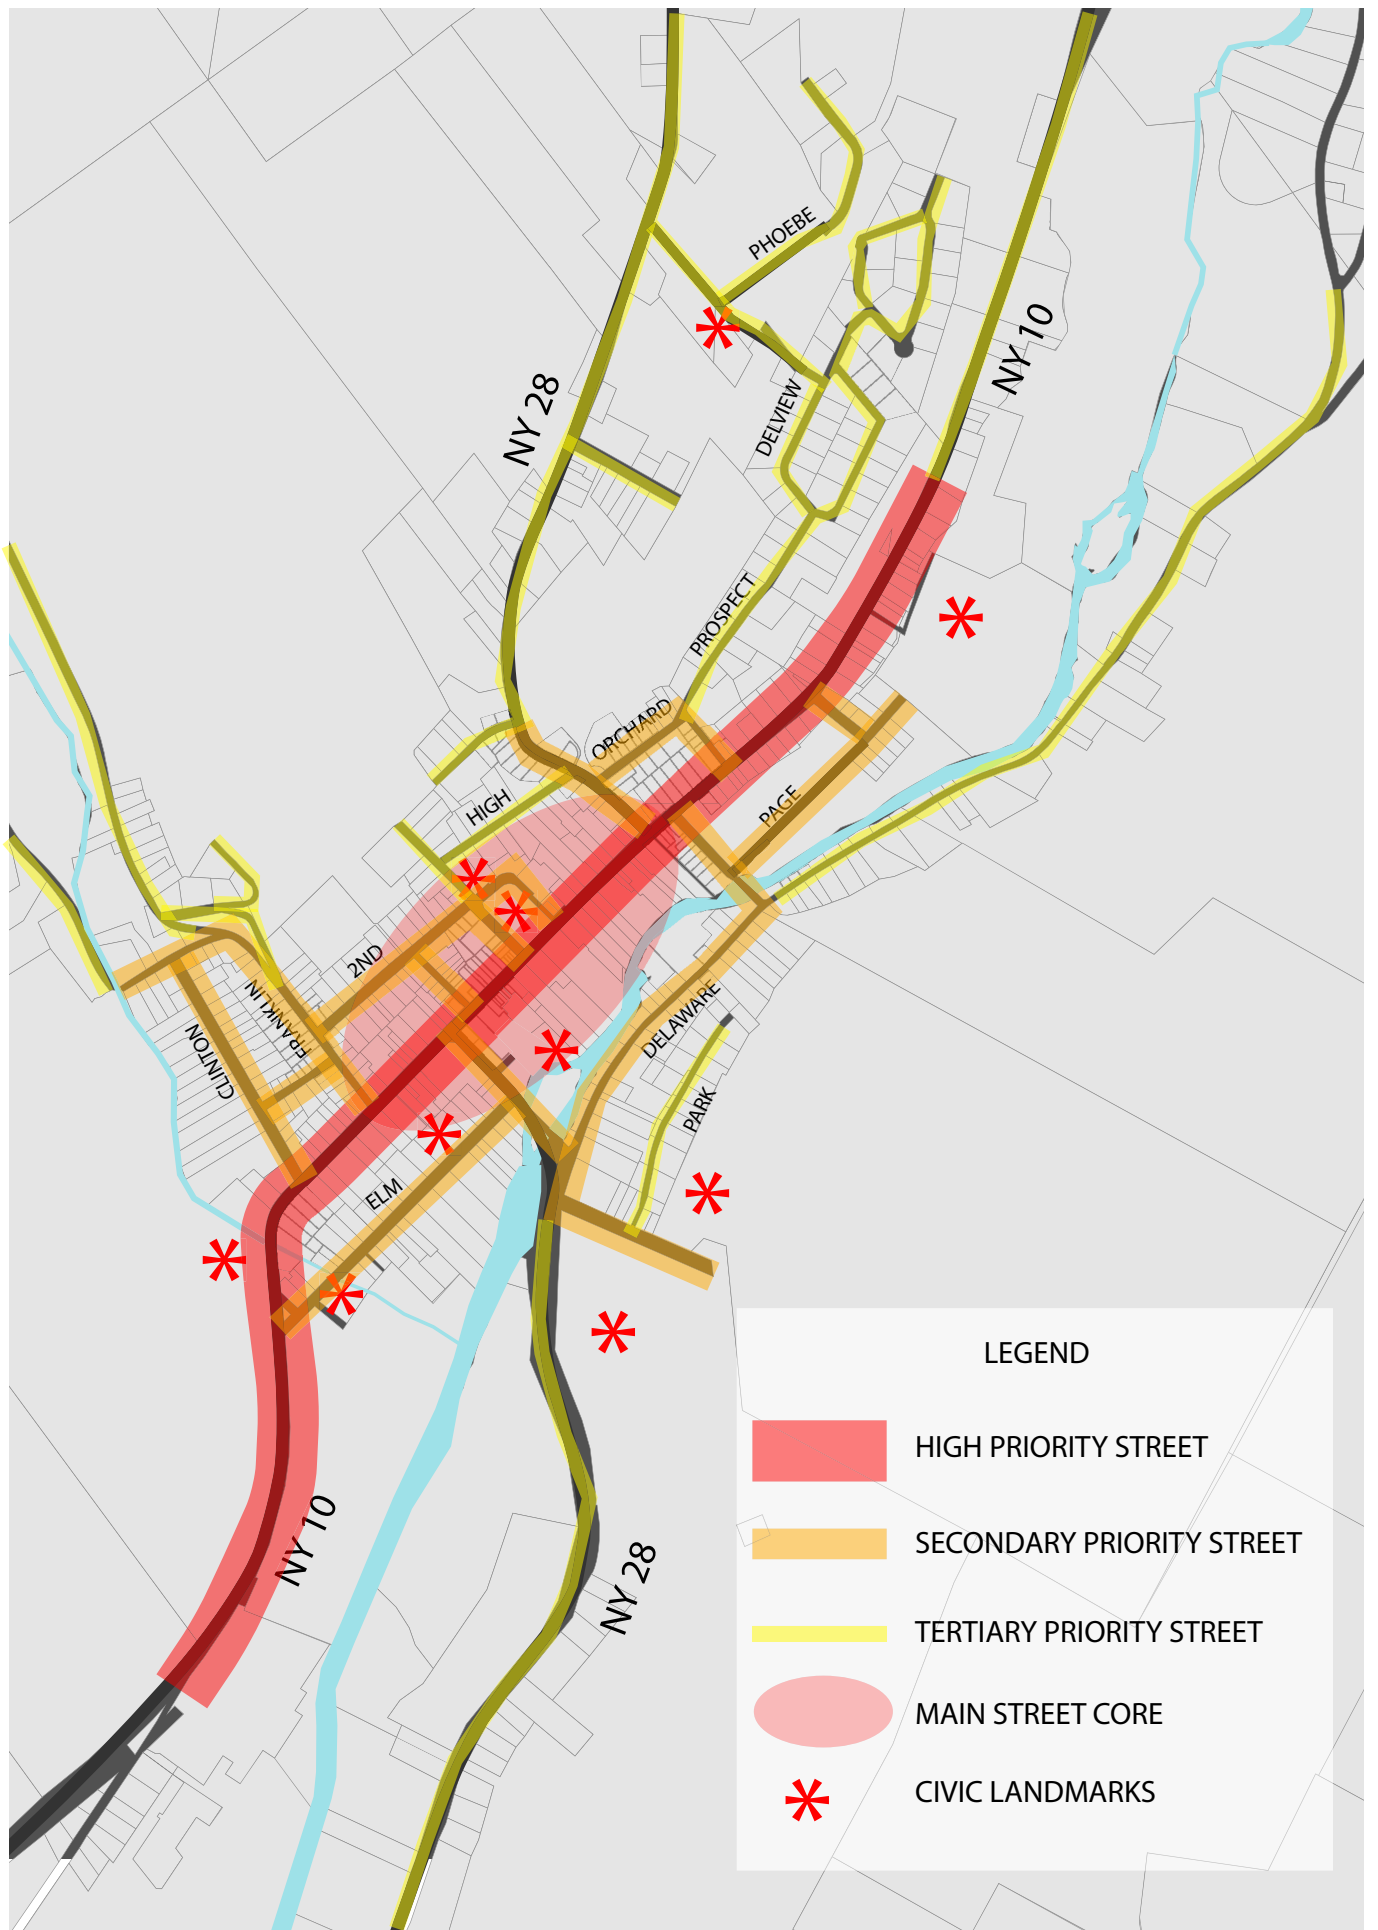 PHOEBE
NY 10
NY 28
DELVIEW
PROSPECT
ORCHARD
HIGH
PAGE
2ND
FRANKLIN
CLINTON
DELAWARE
PARK
ELM
NY 10
NY 28
LEGEND
HIGH PRIORITY STREET
SECONDARY PRIORITY STREET
TERTIARY PRIORITY STREET
MAIN STREET CORE
CIVIC LANDMARKS